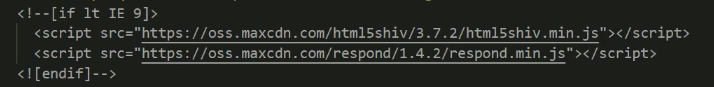 <!--[if lt IE 9]>
<script src="https://oss.maxcdn.com/html5shiv/3.7.2/html5shiv.min.js"></script>
<script src="https://oss.maxcdn.com/respond/1.4.2/respond.min.js"></script>
<![endif]-->